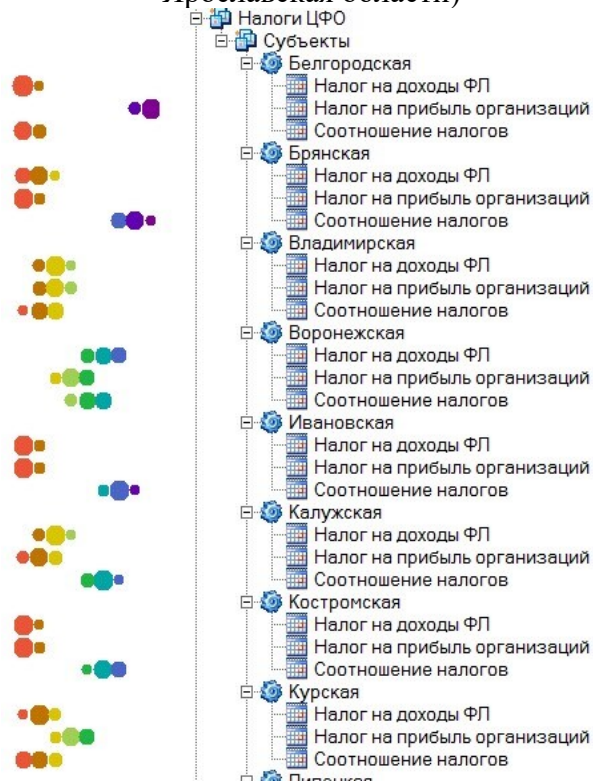 Ярославская области)
Налоги ЦФО
Субъекты
Белгородская
Налог на доходы ФЛ
Налог на прибыль организаций
Соотношение налогов
Брянская
Налог на доходы ФЛ
Налог на прибыль организаций
Соотношение налогов
Владимирская
Налог на доходы ФЛ
Налог на прибыль организаций
Соотношение налогов
Воронежская
Налог на доходы ФЛ
Налог на прибыль организаций
Соотношение налогов
Ивановская
Налог на доходы ФЛ
Налог на прибыль организаций
Соотношение налогов
Калужская
Налог на доходы ФЛ
Налог на прибыль организаций
Соотношение налогов
Костромская
Налог на доходы ФЛ
Налог на прибыль организаций
Соотношение налогов
Курская
Налог на доходы ФЛ
Налог на прибыль организаций
Соотношение налогов
Липецкая